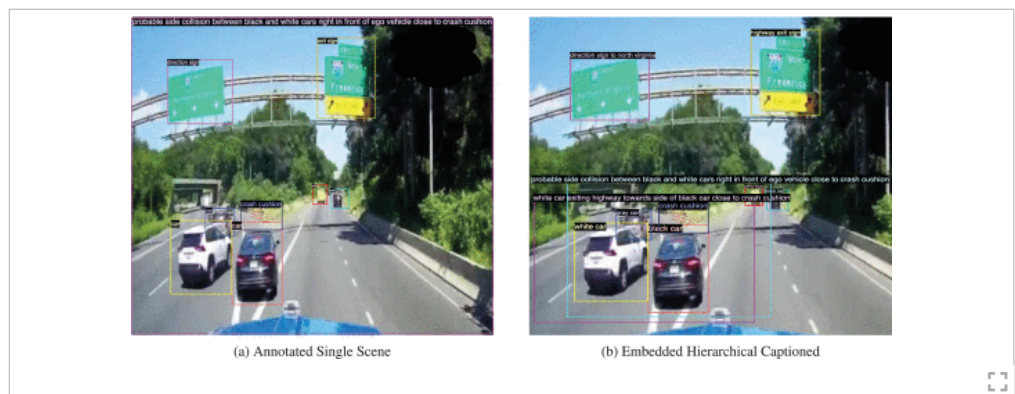 probable side collision between black and white cars right in front of ego vehicle close to crash cushion
exit sign
direction sign
crash cushion
car
car
(a) Annotated Single Scene
highway exit sign
direction sign to north virginia
probable side collision between black and white cars right in front of ego vehicle close to crash cushion
white car exiting highway towards side of black car close to crash cushion
crash cushion
gray car
white car
black car
(b) Embedded Hierarchical Captioned